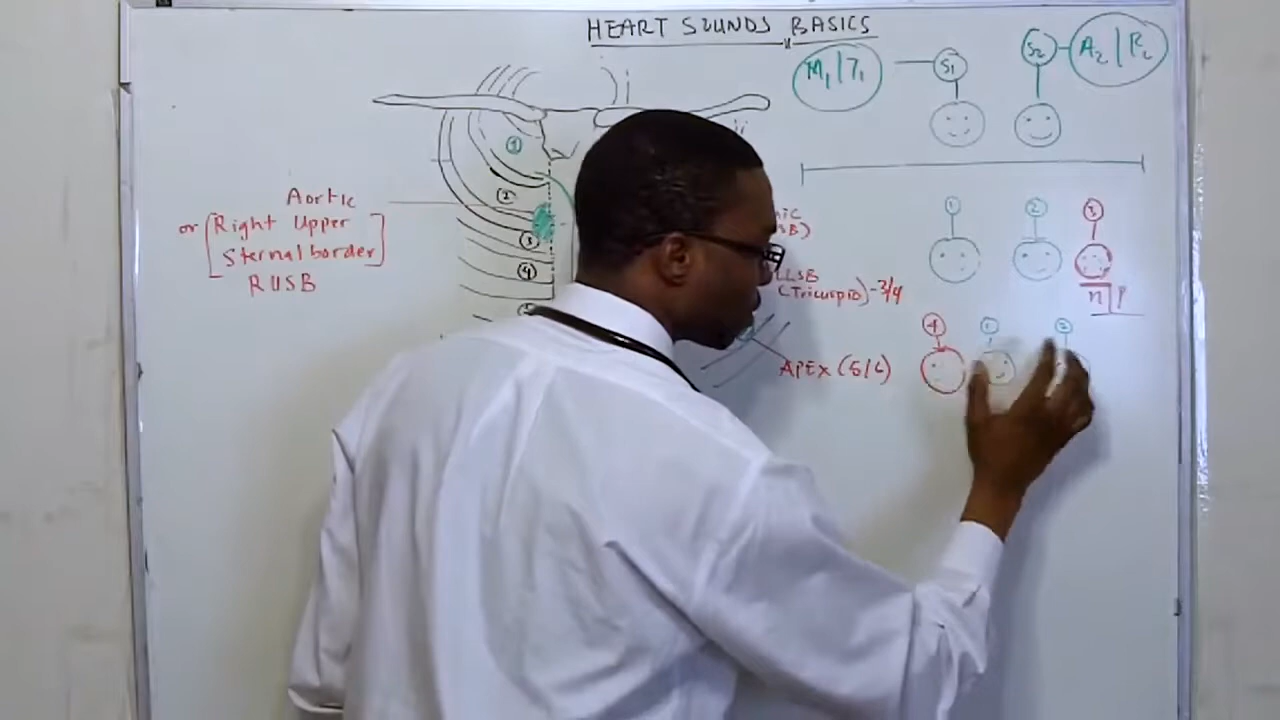 HEART SOUNDS BASICS
M₁/T₁
S₁
S₂
A₂/P₂
1
2
3
4
Aortic
or [Right Upper
Sternal border]
RUSB
LLSB
(Tricuspid) - 3/4
APEX (5/6)
1
2
3
n P
4
1
2